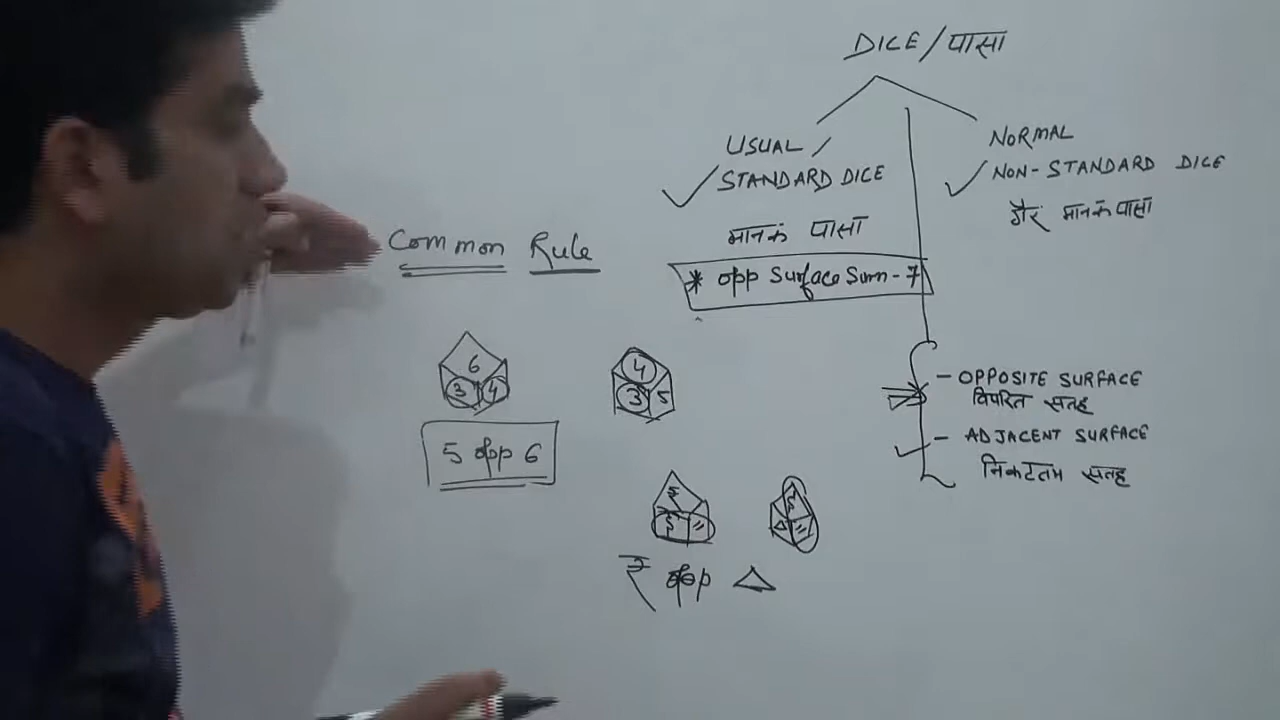 DICE/पासा
USUAL /
STANDARD DICE
मानक पासा
* opp Surface Sum - 7
NORMAL
NON-STANDARD DICE
गैर मानक पासा
Common Rule
6
3 4
4
3 5
5 opp 6
₹
$ =
$
△ =
₹ opp △
- OPPOSITE SURFACE
विपरित सतह
- ADJACENT SURFACE
निकटतम सतह